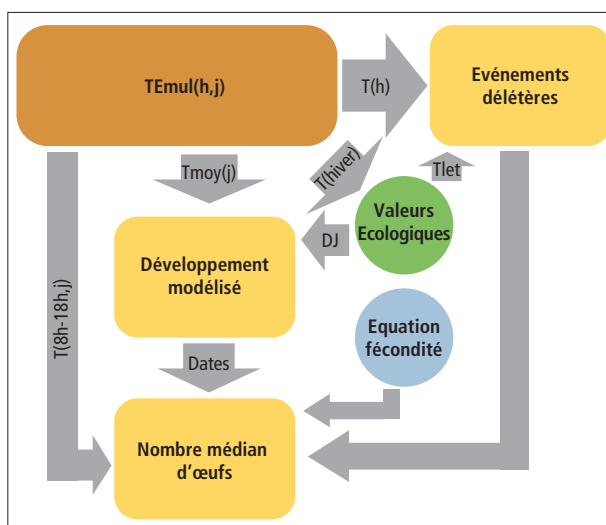 TEmul(h,j)
T(h)
Evénements
délétères
Tmoy(j)
T(hiver)
Tlet
Valeurs
Ecologiques
DJ
Développement
modélisé
T(8h-18h,j)
Equation
fécondité
Dates
Nombre médian
d’œufs